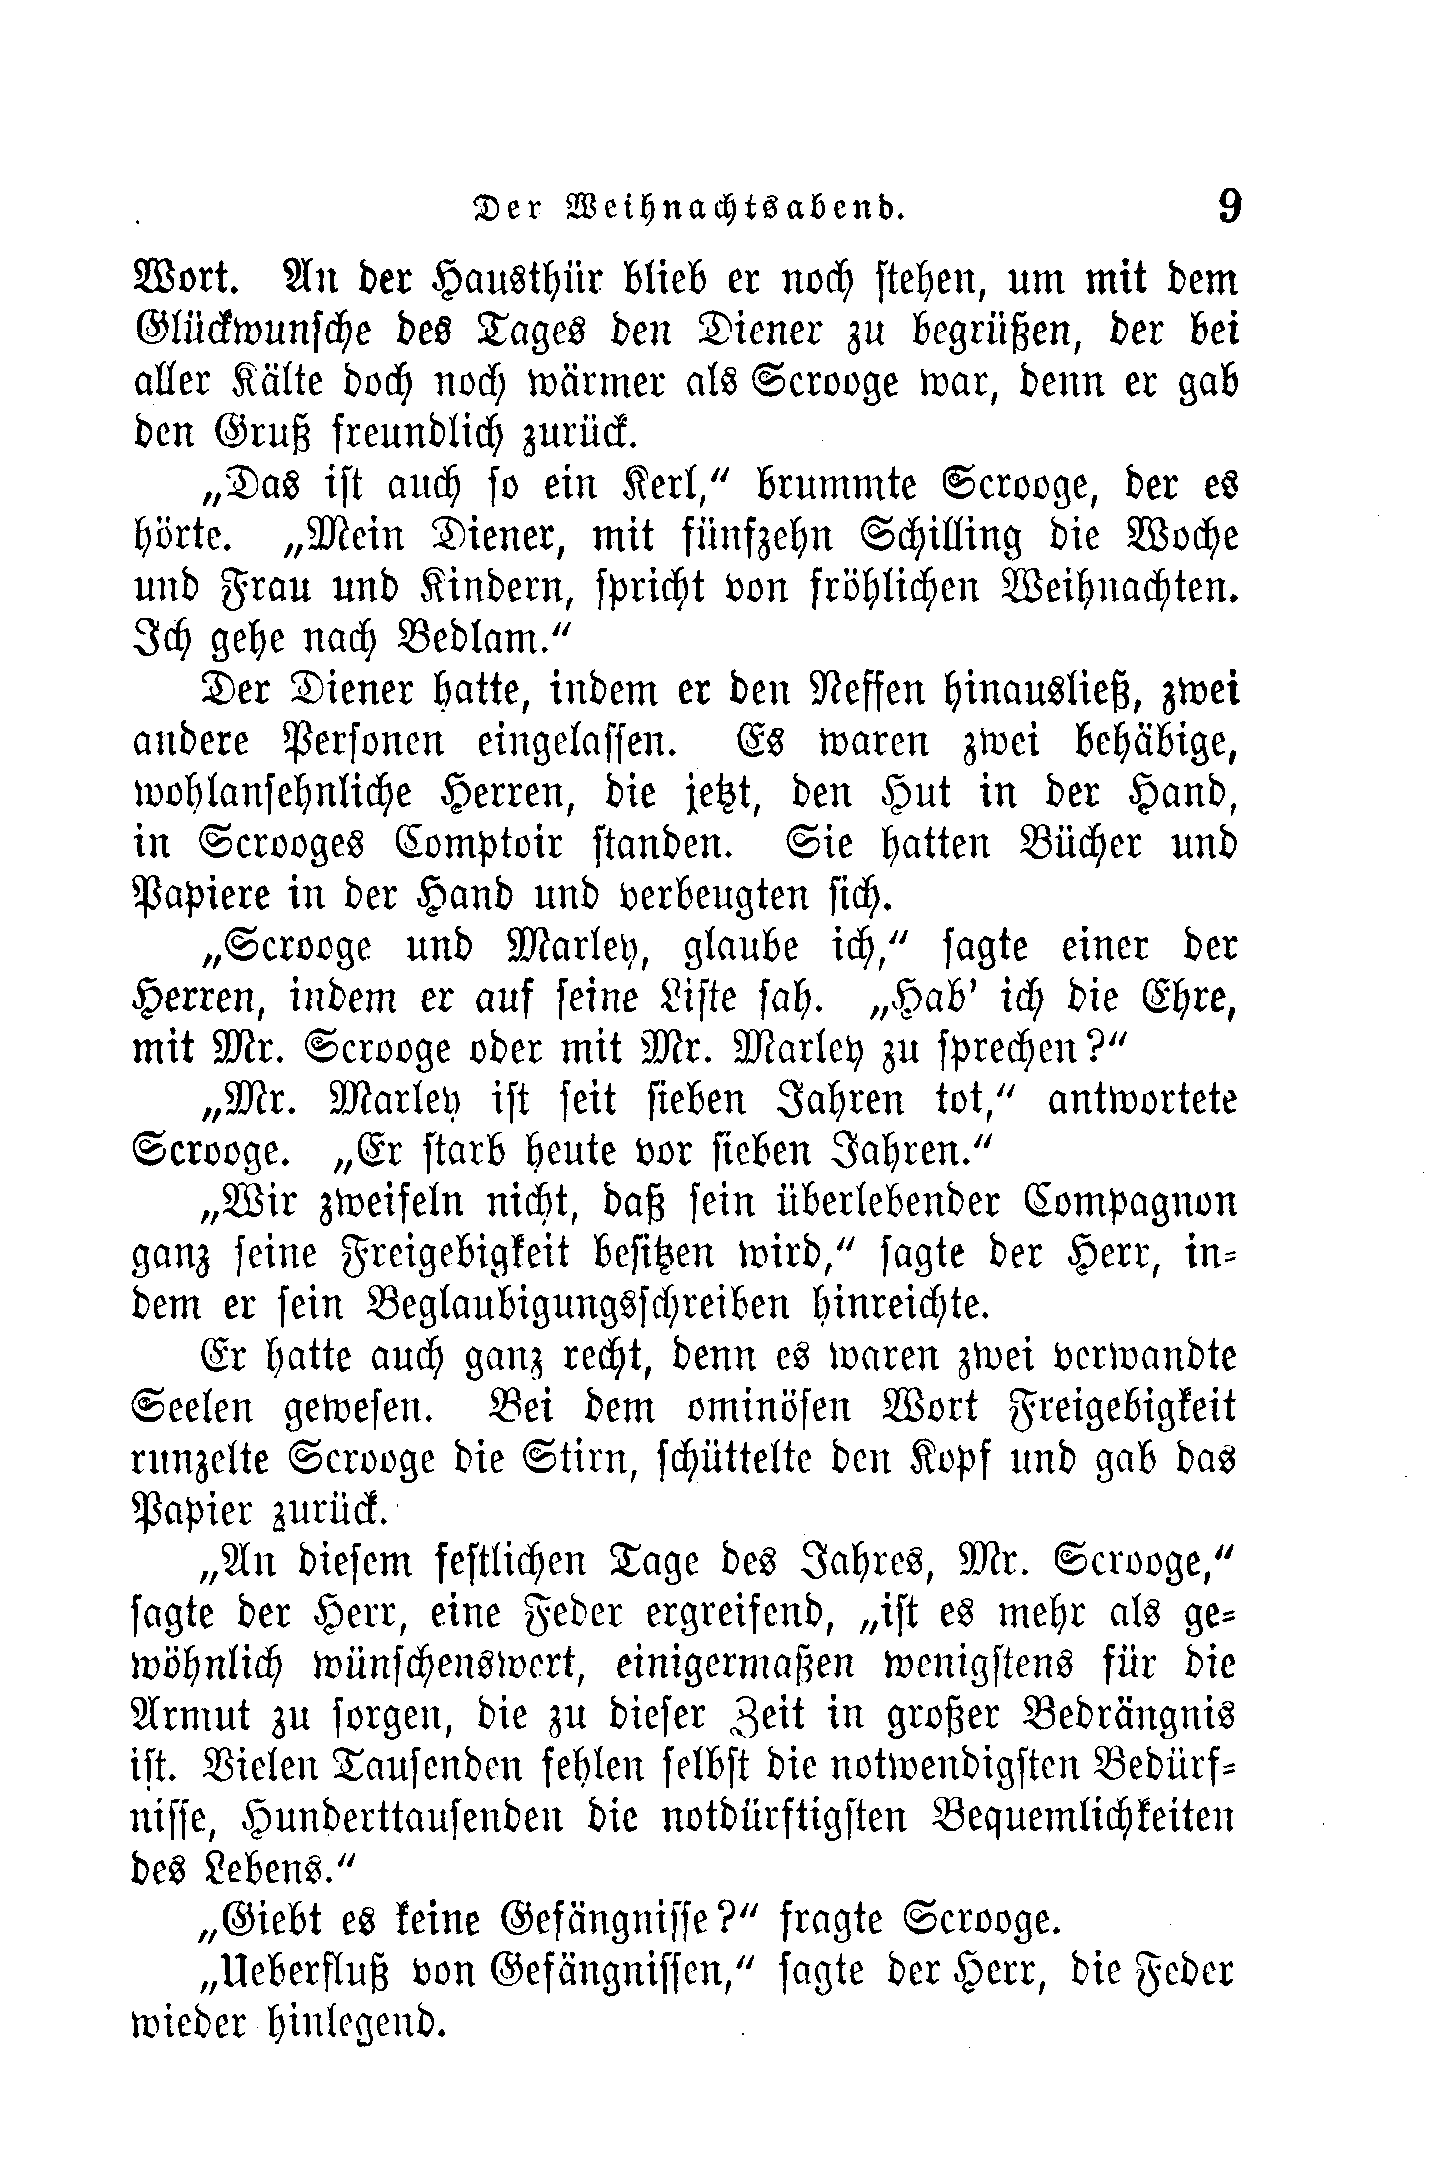 Der Weihnachtsabend. 9
Wort. An der Hausthür blieb er noch stehen, um mit dem
Glückwunsche des Tages den Diener zu begrüßen, der bei
aller Kälte doch noch wärmer als Scrooge war, denn er gab
den Gruß freundlich zurück.
„Das ist auch so ein Kerl,“ brummte Scrooge, der es
hörte. „Mein Diener, mit fünfzehn Schilling die Woche
und Frau und Kindern, spricht von fröhlichen Weihnachten.
Ich gehe nach Bedlam.“
Der Diener hatte, indem er den Neffen hinausließ, zwei
andere Personen eingelassen. Es waren zwei behäbige,
wohlansehnliche Herren, die jetzt, den Hut in der Hand,
in Scrooges Comptoir standen. Sie hatten Bücher und
Papiere in der Hand und verbeugten sich.
„Scrooge und Marley, glaube ich,“ sagte einer der
Herren, indem er auf seine Liste sah. „Hab’ ich die Ehre,
mit Mr. Scrooge oder mit Mr. Marley zu sprechen?“
„Mr. Marley ist seit sieben Jahren tot,“ antwortete
Scrooge. „Er starb heute vor sieben Jahren.“
„Wir zweifeln nicht, daß sein überlebender Compagnon
ganz seine Freigebigkeit besitzen wird,“ sagte der Herr, in-
dem er sein Beglaubigungsschreiben hinreichte.
Er hatte auch ganz recht, denn es waren zwei verwandte
Seelen gewesen. Bei dem ominösen Wort Freigebigkeit
runzelte Scrooge die Stirn, schüttelte den Kopf und gab das
Papier zurück.
„An diesem festlichen Tage des Jahres, Mr. Scrooge,“
sagte der Herr, eine Feder ergreifend, „ist es mehr als ge-
wöhnlich wünschenswert, einigermaßen wenigstens für die
Armut zu sorgen, die zu dieser Zeit in großer Bedrängnis
ist. Vielen Tausenden fehlen selbst die notwendigsten Bedürf-
nisse, Hunderttausenden die notdürftigsten Bequemlichkeiten
des Lebens.“
„Giebt es keine Gefängnisse?“ fragte Scrooge.
„Ueberfluß von Gefängnissen,“ sagte der Herr, die Feder
wieder hinlegend.